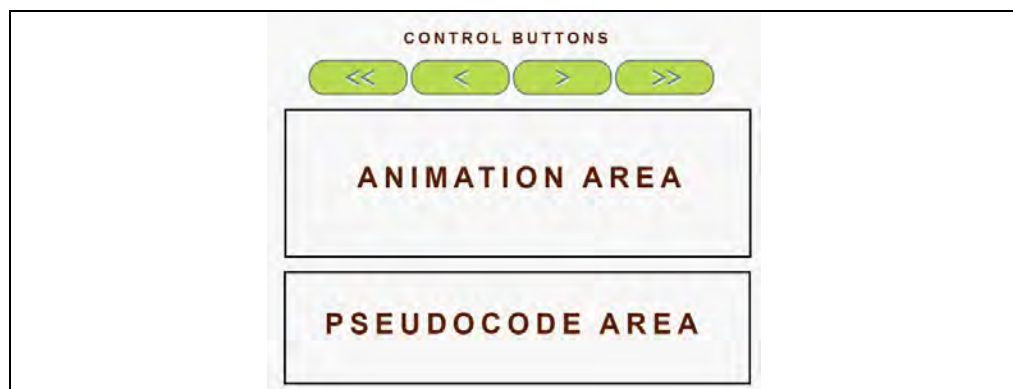 CONTROL BUTTONS
<< < > >>
ANIMATION AREA
PSEUDOCODE AREA